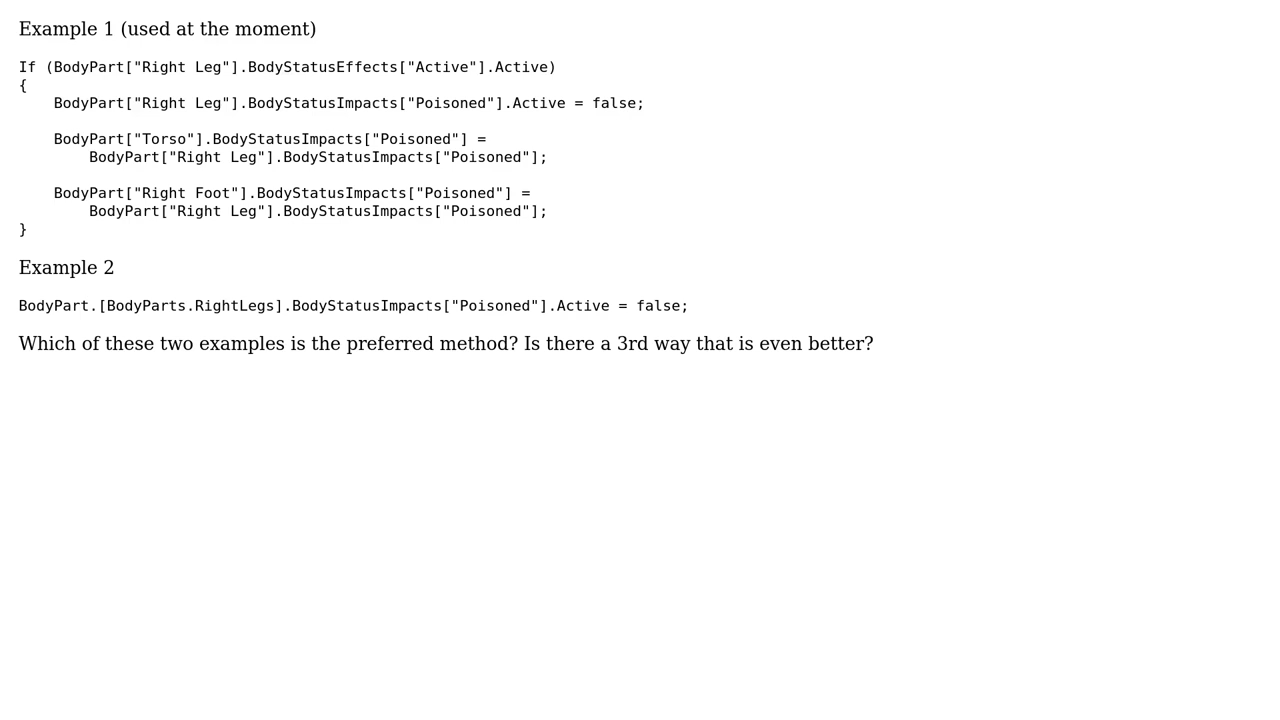 Example 1 (used at the moment)
If (BodyPart["Right Leg"].BodyStatusEffects["Active"].Active)
{
    BodyPart["Right Leg"].BodyStatusImpacts["Poisoned"].Active = false;
    BodyPart["Torso"].BodyStatusImpacts["Poisoned"] =
        BodyPart["Right Leg"].BodyStatusImpacts["Poisoned"];
    BodyPart["Right Foot"].BodyStatusImpacts["Poisoned"] =
        BodyPart["Right Leg"].BodyStatusImpacts["Poisoned"];
}
Example 2
BodyPart.[BodyParts.RightLegs].BodyStatusImpacts["Poisoned"].Active = false;
Which of these two examples is the preferred method? Is there a 3rd way that is even better?